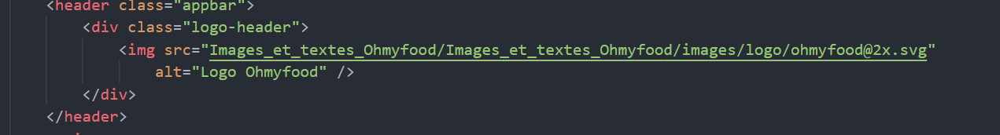 <header class="appbar">
<div class="logo-header">
<img src="Images_et_textes_Ohmyfood/Images_et_textes_Ohmyfood/images/logo/ohmyfood@2x.svg"
alt="Logo Ohmyfood" />
</div>
</header>